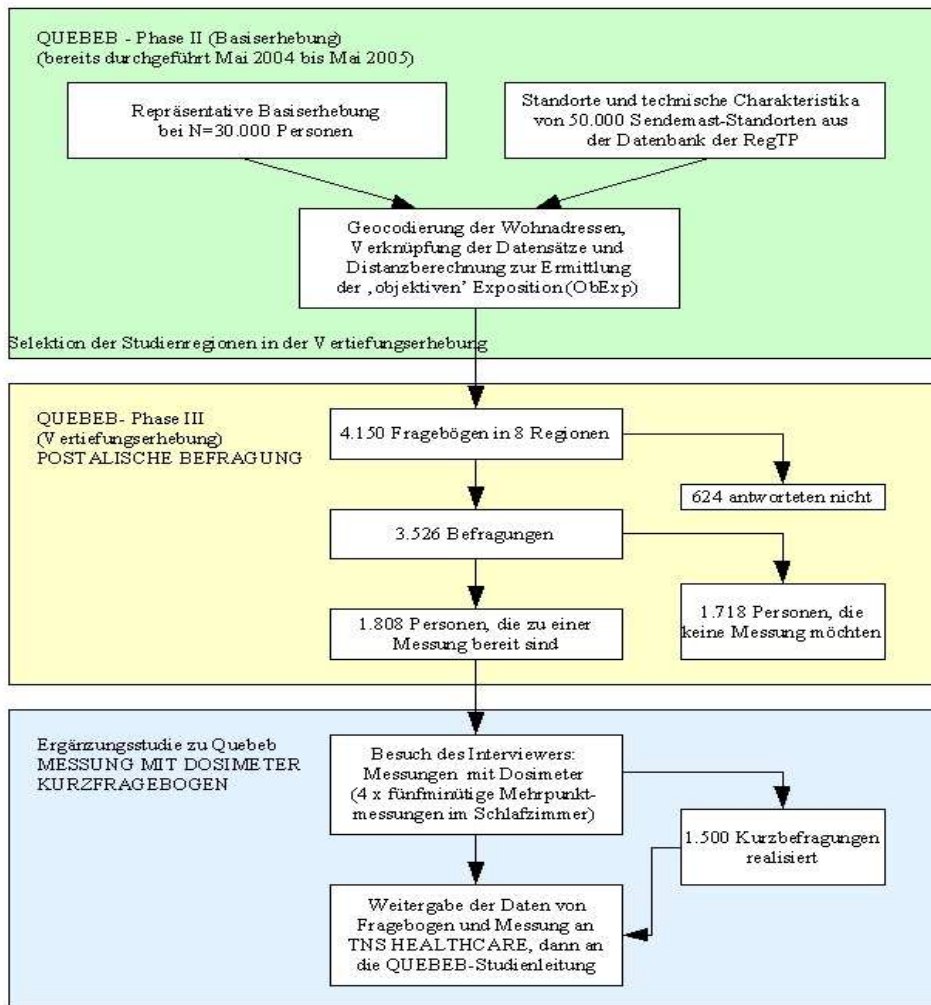 QUEBEB - Phase II (Basiserhebung)
(bereits durchgeführt Mai 2004 bis Mai 2005)
Repräsentative Basiserhebung
bei N=30.000 Personen
Standorte und technische Charakteristika
von 50.000 Sendemast-Standorten aus
der Datenbank der RegTP
Geocodierung der Wohnadressen,
Verknüpfung der Datensätze und
Distanzberechnung zur Ermittlung
der ‚objektiven’ Exposition (ObExp)
Selektion der Studienregionen in der Vertiefungserhebung
QUEBEB- Phase III
(Vertiefungserhebung)
POSTALISCHE BEFRAGUNG
4.150 Fragebögen in 8 Regionen
624 antworteten nicht
3.526 Befragungen
1.718 Personen, die
keine Messung möchten
1.808 Personen, die zu einer
Messung bereit sind
Ergänzungsstudie zu Quebeb
MESSUNG MIT DOSIMETER
KURZFRAGEBOGEN
Besuch des Interviewers:
Messungen mit Dosimeter
(4 x fünfminütige Mehrpunkt-
messungen im Schlafzimmer)
1.500 Kurzbefragungen
realisiert
Weitergabe der Daten von
Fragebogen und Messung an
TNS HEALTHCARE, dann an
die QUEBEB-Studienleitung